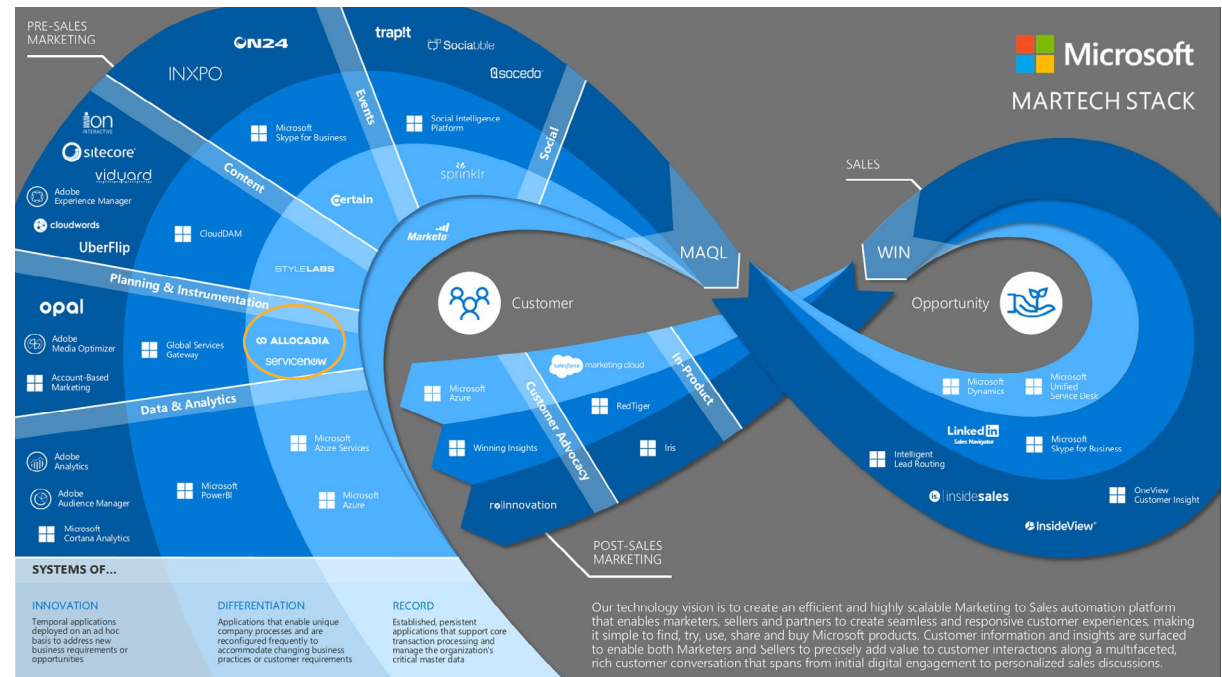 PRE-SALES
MARKETING
ON24
INXPO
trap!t
Sociabble
socedo
Microsoft
MARTECH STACK
Events
Microsoft
Skype for Business
Social Intelligence
Platform
Social
ion
INTERACTIVE
sitecore
vidyard
Adobe
Experience Manager
cloudwords
UberFlip
Content
CloudDAM
certain
sprinklr
Marketo
STYLELABS
MAQL
SALES
WIN
Planning & Instrumentation
opal
Adobe
Media Optimizer
Account-Based
Marketing
Global Services
Gateway
ALLOCADIA
servicenow
Customer
Opportunity
Data & Analytics
Adobe
Analytics
Adobe
Audience Manager
Microsoft
Cortana Analytics
Microsoft
PowerBI
Microsoft
Azure Services
Microsoft
Azure
Microsoft
Azure
Winning Insights
ro|innovation
Customer Advocacy
salesforce marketing cloud
RedTiger
Iris
In-Product
POST-SALES
MARKETING
Microsoft
Dynamics
Microsoft
Unified
Service Desk
LinkedIn
Sales Navigator
Microsoft
Skype for Business
Intelligent
Lead Routing
is. insidesales
OneView
Customer Insight
InsideView
SYSTEMS OF...
INNOVATION
Temporal applications
deployed on an ad hoc
basis to address new
business requirements or
opportunities
DIFFERENTIATION
Applications that enable unique
company processes and are
reconfigured frequently to
accommodate changing business
practices or customer requirements
RECORD
Established, persistent
applications that support core
transaction processing and
manage the organization's
critical master data
Our technology vision is to create an efficient and highly scalable Marketing to Sales automation platform
that enables marketers, sellers and partners to create seamless and responsive customer experiences, making
it simple to find, try, use, share and buy Microsoft products. Customer information and insights are surfaced
to enable both Marketers and Sellers to precisely add value to customer interactions along a multifaceted,
rich customer conversation that spans from initial digital engagement to personalized sales discussions.